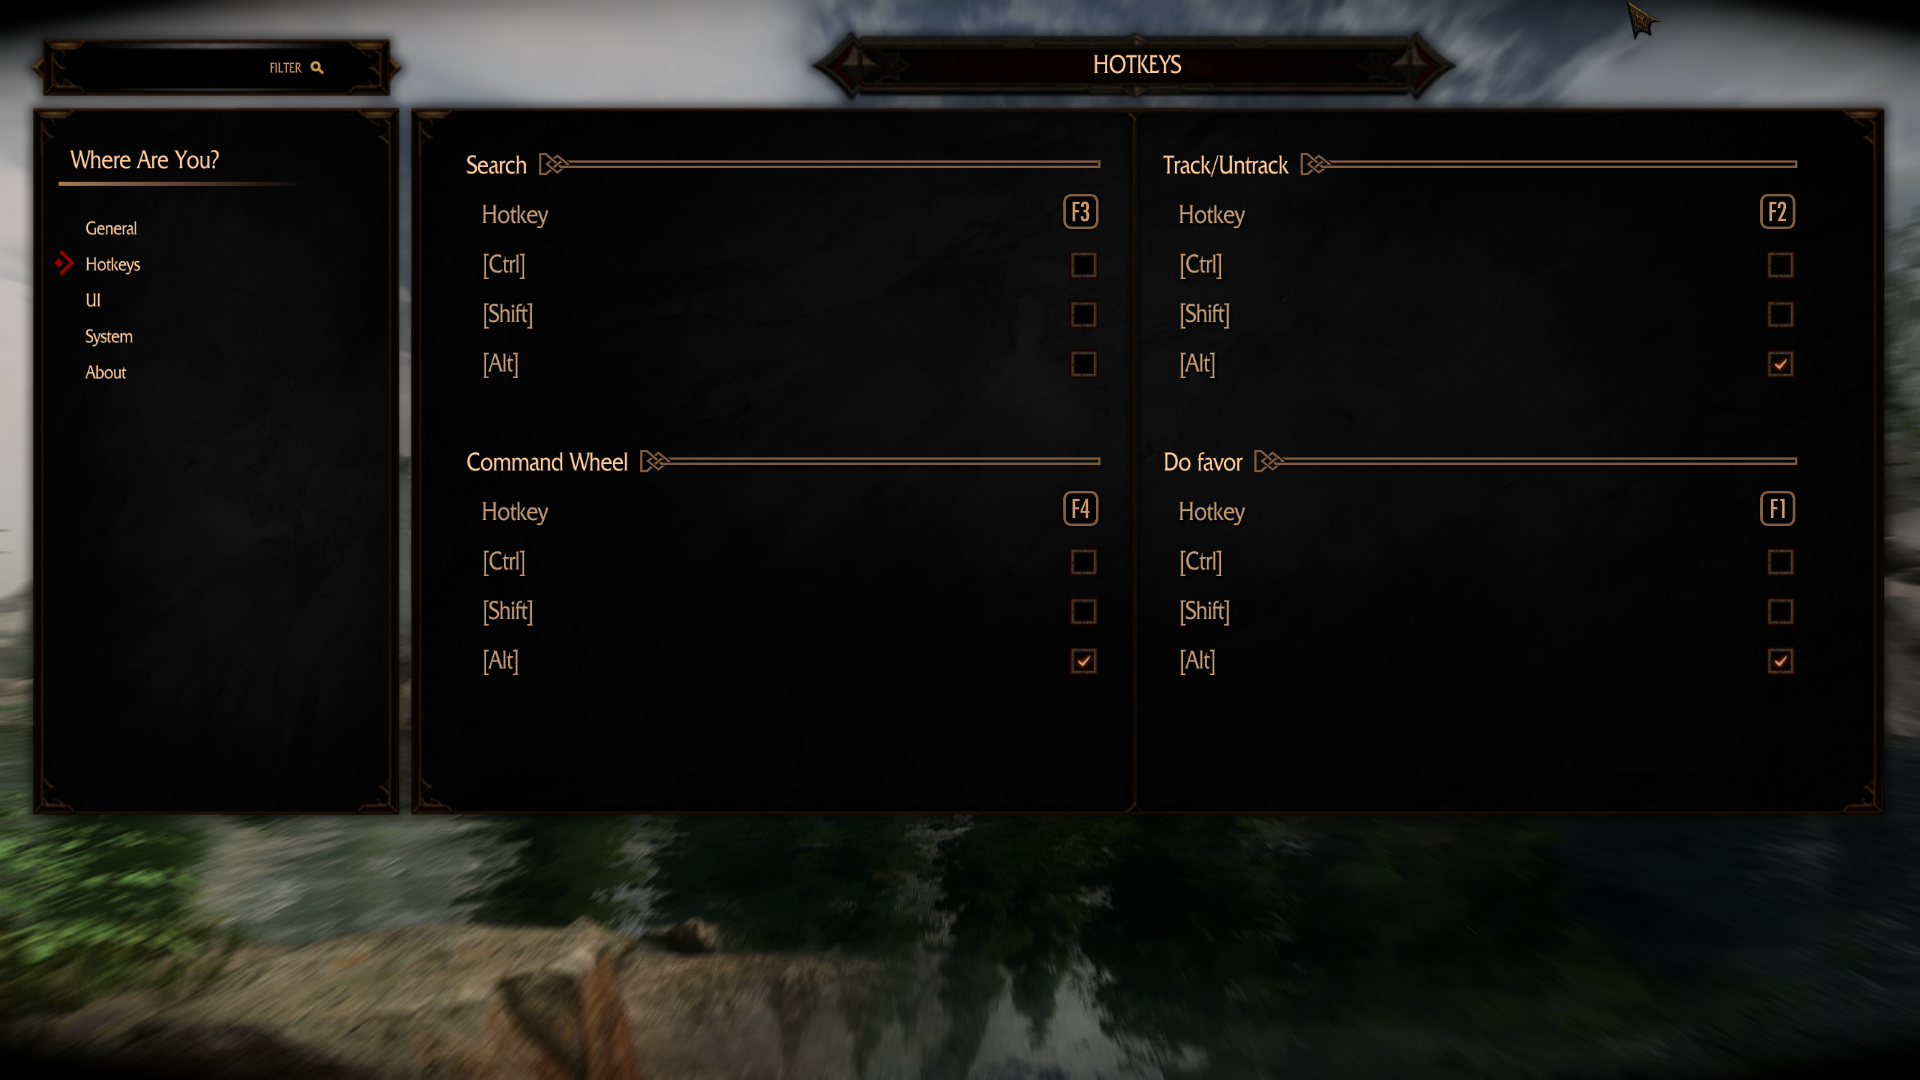 FILTER
HOTKEYS
Where Are You?
General
Hotkeys
UI
System
About
Search
Hotkey
F3
[Ctrl]
[Shift]
[Alt]
Track/Untrack
Hotkey
F2
[Ctrl]
[Shift]
[Alt]
Command Wheel
Hotkey
F4
[Ctrl]
[Shift]
[Alt]
Do favor
Hotkey
F1
[Ctrl]
[Shift]
[Alt]